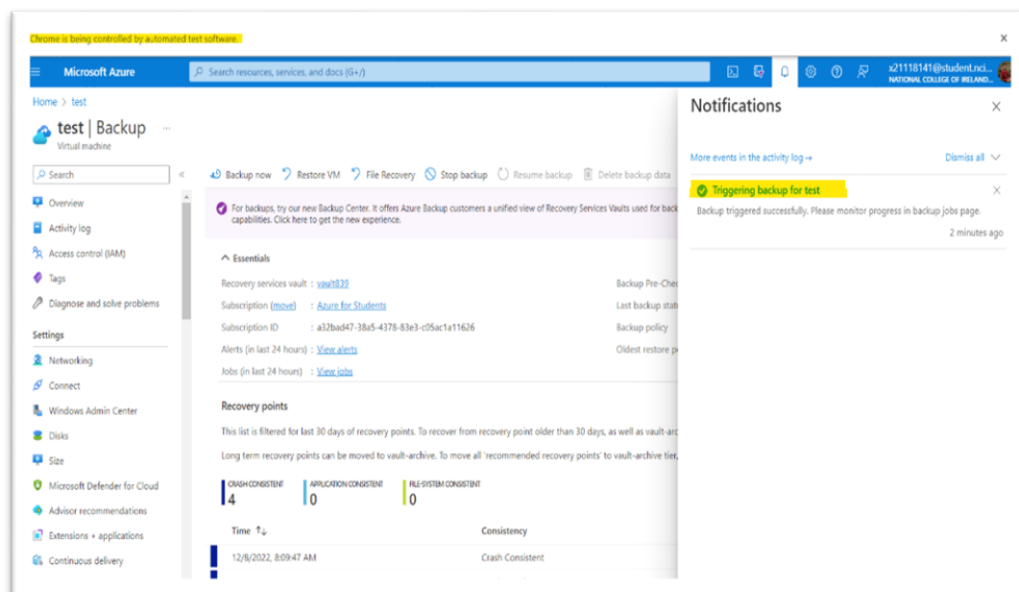 Chrome is being controlled by automated test software.
Microsoft Azure
Search resources, services, and docs (G+/)
x21118141@student.nci...
NATIONAL COLLEGE OF IRELAND...
Home > test
test | Backup ...
Virtual machine
Search
«
Overview
Activity log
Access control (IAM)
Tags
Diagnose and solve problems
Settings
Networking
Connect
Windows Admin Center
Disks
Size
Microsoft Defender for Cloud
Advisor recommendations
Extensions + applications
Continuous delivery
Backup now Restore VM File Recovery Stop backup Resume backup Delete backup data
For backups, try our new Backup Center. It offers Azure Backup customers a unified view of Recovery Services Vaults used for back
capabilities. Click here to get the new experience.
Essentials
Recovery services vault : vault839
Subscription (move) : Azure for Students
Subscription ID : a32bad47-38a5-4378-83e3-c05ac1a11626
Alerts (in last 24 hours) : View alerts
Jobs (in last 24 hours) : View jobs
Backup Pre-Chec
Last backup stat
Backup policy
Oldest restore p
Recovery points
This list is filtered for last 30 days of recovery points. To recover from recovery point older than 30 days, as well as vault-arc
Long term recovery points can be moved to vault-archive. To move all 'recommended recovery points' to vault-archive tier,
CRASH CONSISTENT
4
APPLICATION CONSISTENT
0
FILE-SYSTEM CONSISTENT
0
Time ↑↓ Consistency
12/8/2022, 8:09:47 AM Crash Consistent
Notifications
More events in the activity log → Dismiss all
Triggering backup for test
Backup triggered successfully. Please monitor progress in backup jobs page.
2 minutes ago